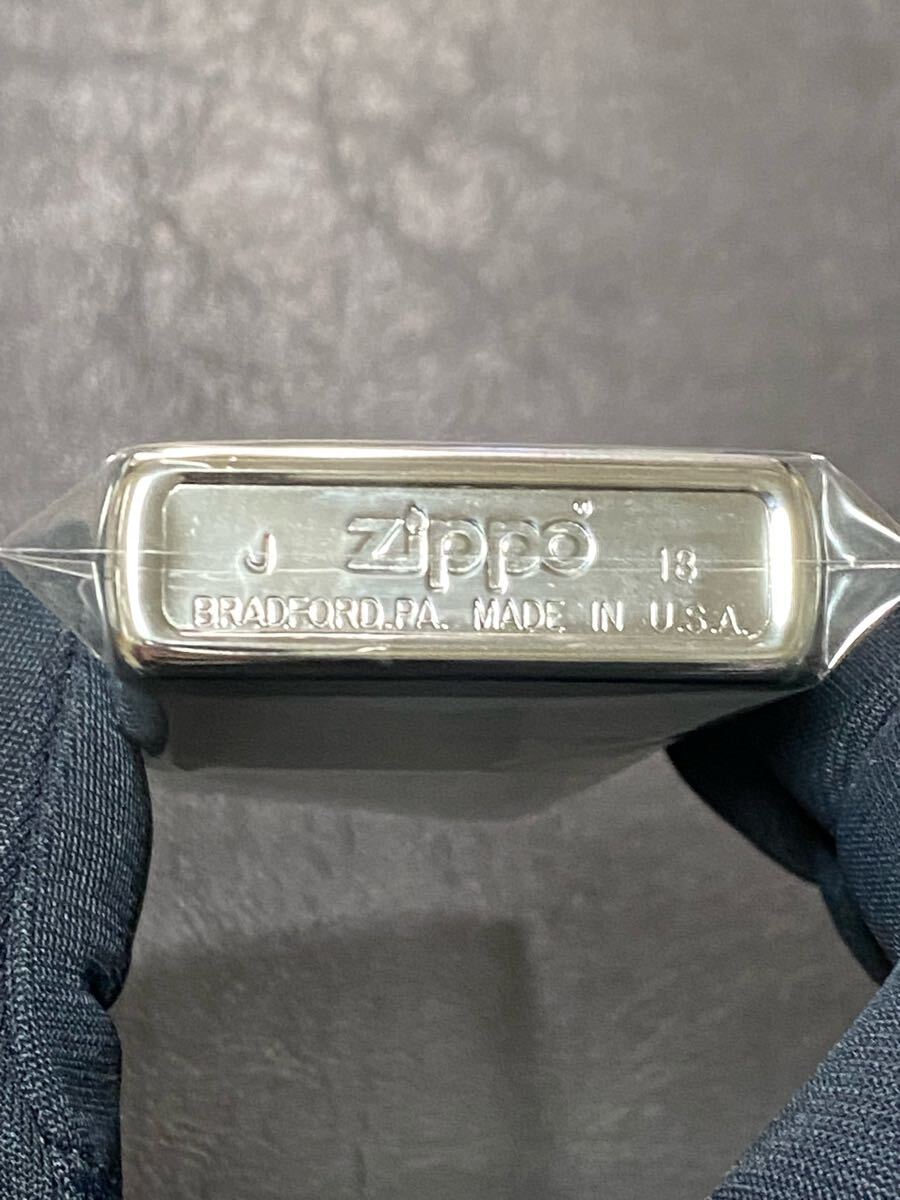 J Zippo 18
BRADFORD,PA. MADE IN U.S.A.